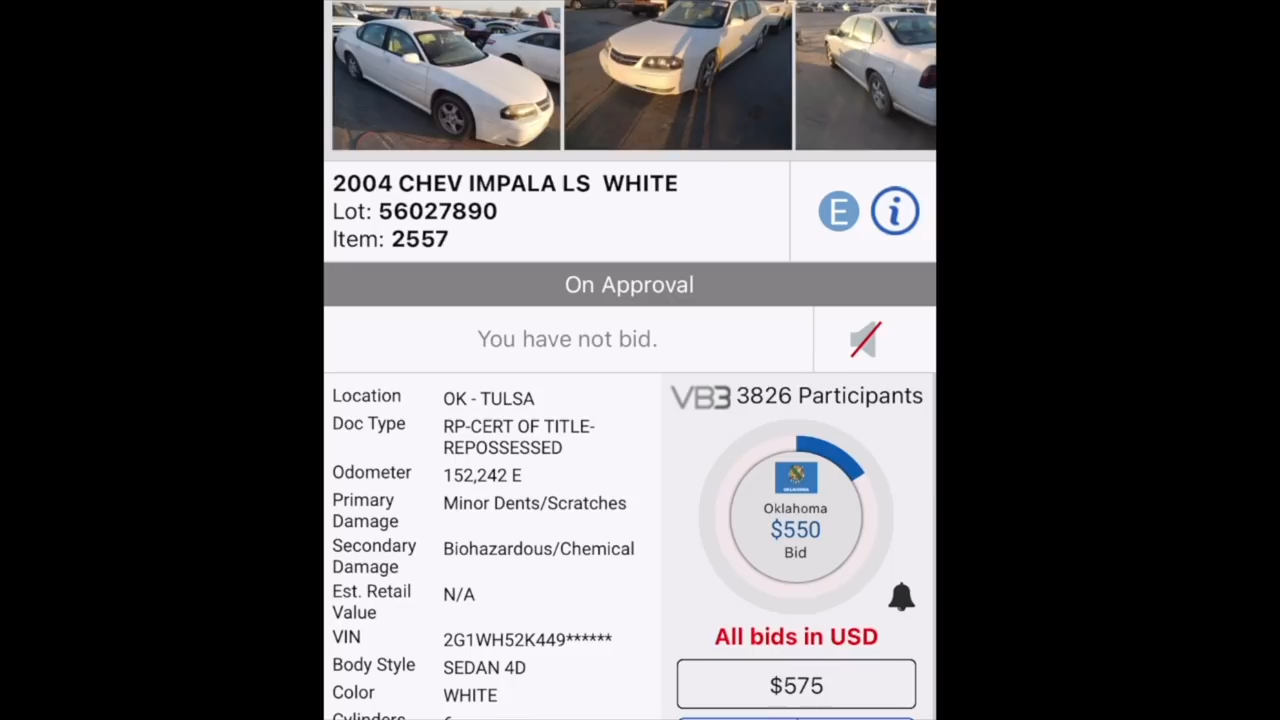 2004 CHEV IMPALA LS WHITE
Lot: 56027890
Item: 2557
E
i
On Approval
You have not bid.
Location OK - TULSA
Doc Type RP-CERT OF TITLE-
REPOSSESSED
Odometer 152,242 E
Primary
Damage
Minor Dents/Scratches
Secondary
Damage
Biohazardous/Chemical
Est. Retail
Value
N/A
VIN 2G1WH52K449******
Body Style SEDAN 4D
Color WHITE
Cylinders
VB3 3826 Participants
OKLAHOMA
Oklahoma
$550
Bid
All bids in USD
$575